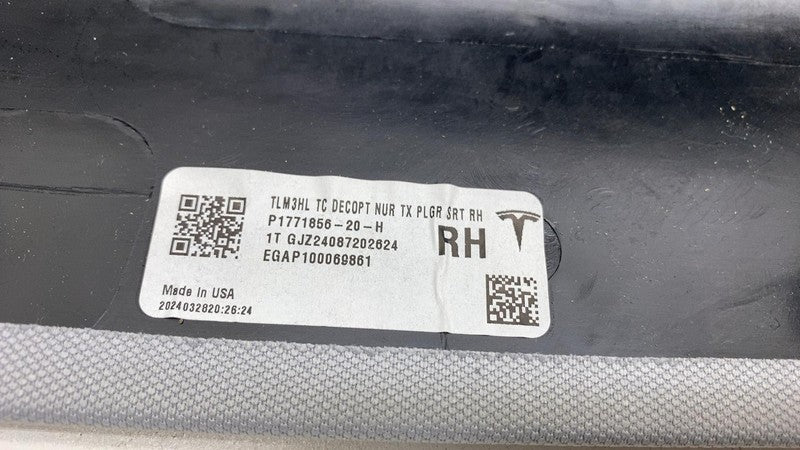 TLM3HL TC DECOPT NUR TX PLGR SRT RH
P1771856-20-H
1T GJZ24087202624
EGAP100069861
RH
Made In USA
2024032820:26:24